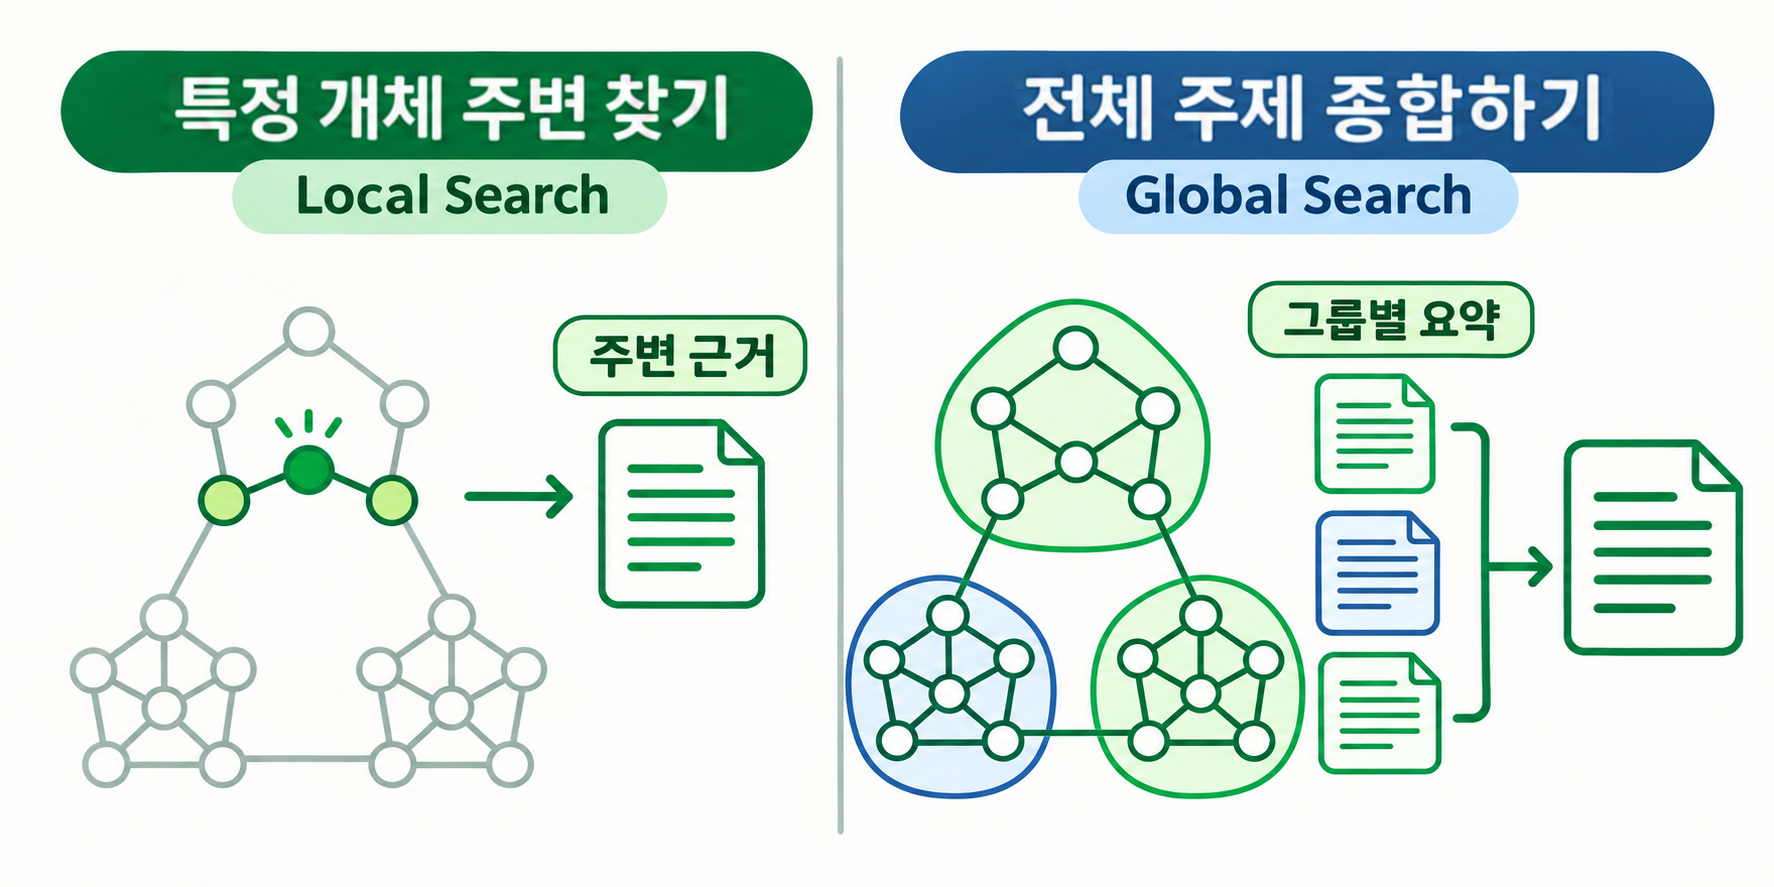 특정 개체 주변 찾기
Local Search
주변 근거
전체 주제 종합하기
Global Search
그룹별 요약